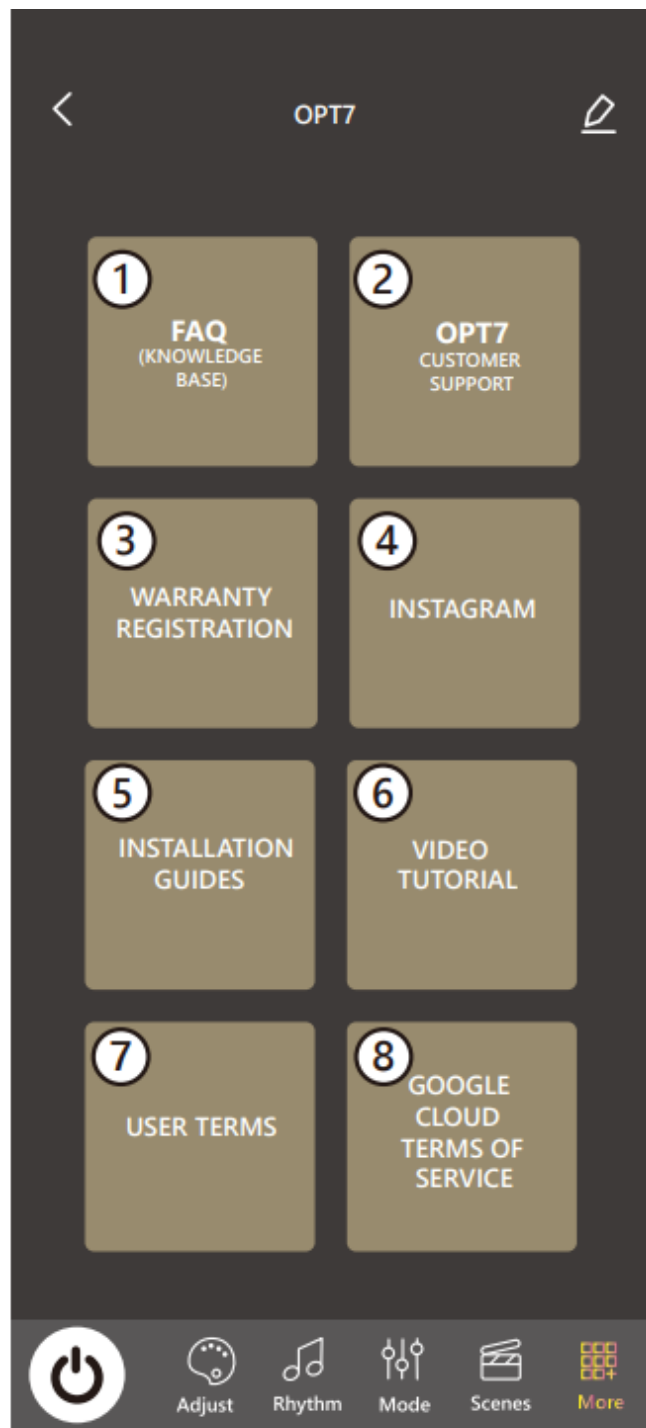 OPT7
1
FAQ
(KNOWLEDGE
BASE)
2
OPT7
CUSTOMER
SUPPORT
3
WARRANTY
REGISTRATION
4
INSTAGRAM
5
INSTALLATION
GUIDES
6
VIDEO
TUTORIAL
7
USER TERMS
8
GOOGLE
CLOUD
TERMS OF
SERVICE
Adjust
Rhythm
Mode
Scenes
More